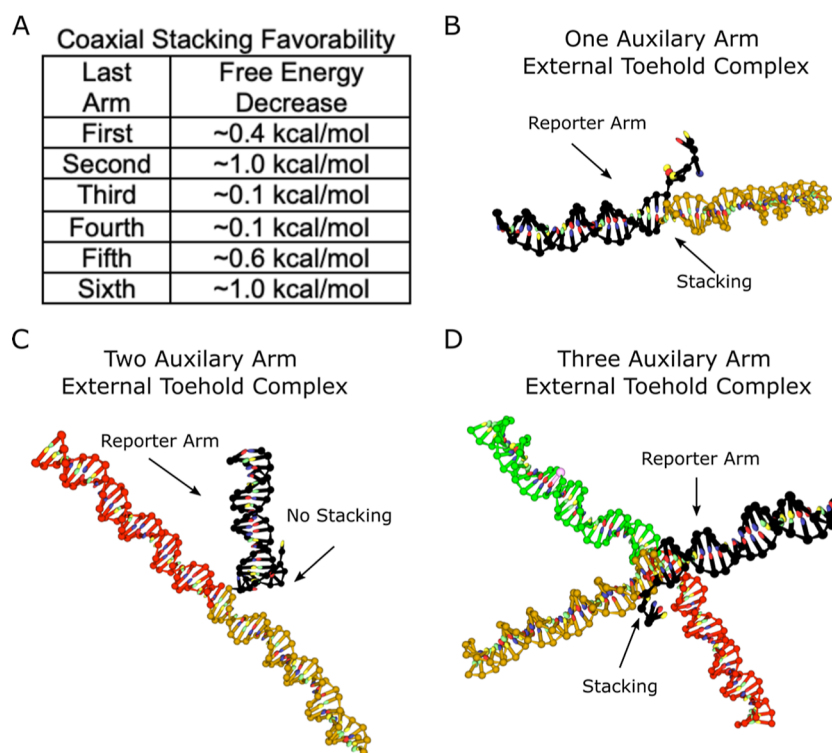 A
Coaxial Stacking Favorability
Last Arm Free Energy Decrease
First ~0.4 kcal/mol
Second ~1.0 kcal/mol
Third ~0.1 kcal/mol
Fourth ~0.1 kcal/mol
Fifth ~0.6 kcal/mol
Sixth ~1.0 kcal/mol
B
One Auxilary Arm
External Toehold Complex
Reporter Arm
Stacking
C
Two Auxilary Arm
External Toehold Complex
Reporter Arm
No Stacking
D
Three Auxilary Arm
External Toehold Complex
Reporter Arm
Stacking